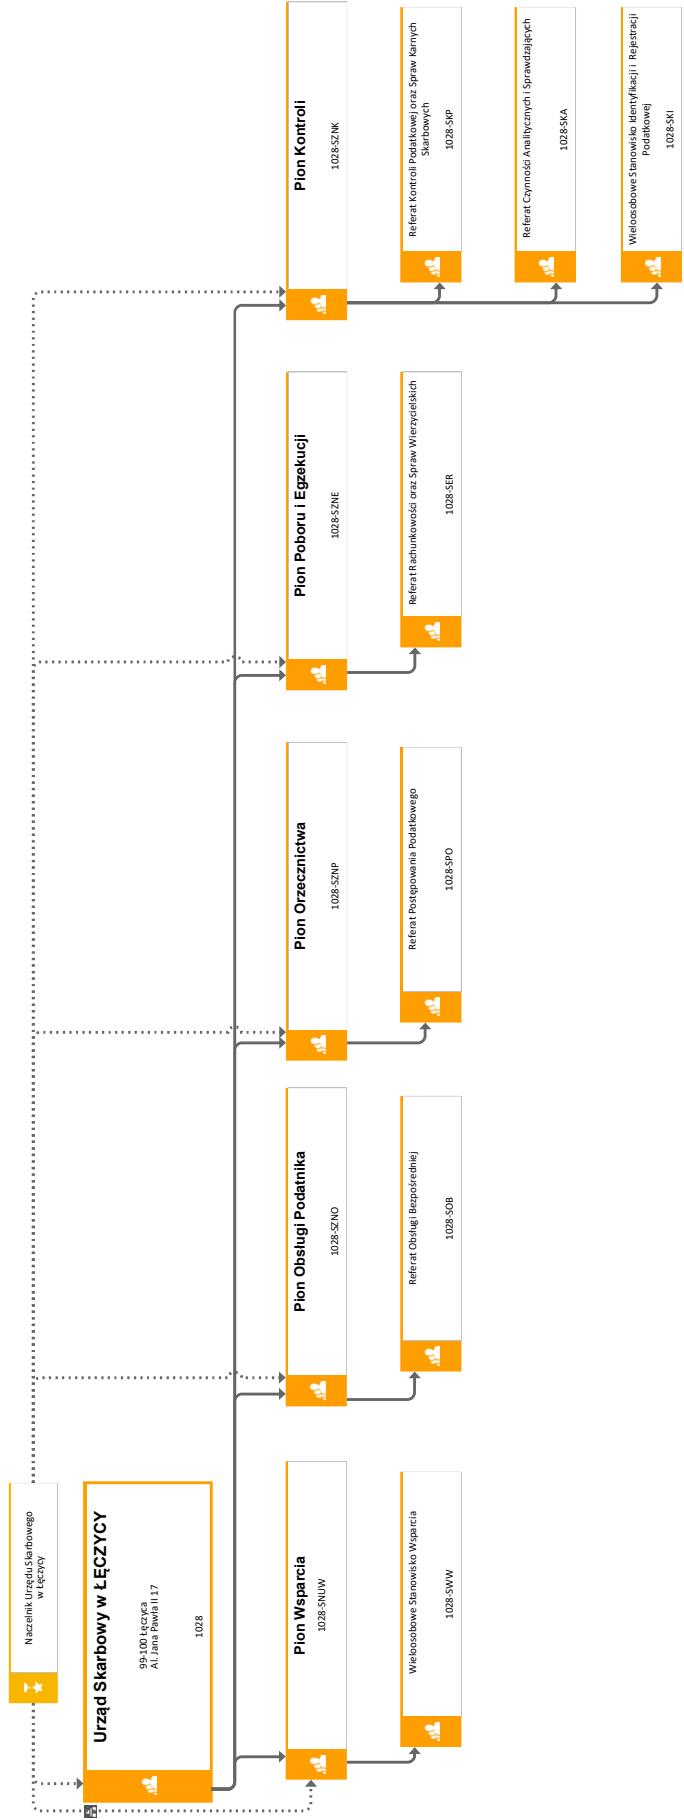 Naczelnik Urzędu Skarbowego
w Łęczycy
Urząd Skarbowy w ŁĘCZYCY
99-100 Łęczyca
Al. Jana Pawła II 17
1028
Pion Wsparcia
1028-SNUW
Wieloosobowe Stanowisko Wsparcia
1028-SWW
Pion Obsługi Podatnika
1028-SZNO
Referat Obsługi Bezpośredniej
1028-SOB
Pion Orzecznictwa
1028-SZNP
Referat Postępowania Podatkowego
1028-SPO
Pion Poboru i Egzekucji
1028-SZNE
Referat Rachunkowości oraz Spraw Wierzycielskich
1028-SER
Pion Kontroli
1028-SZNK
Referat Kontroli Podatkowej oraz Spraw Karnych
Skarbowych
1028-SKP
Referat Czynności Analitycznych i Sprawdzających
1028-SKA
Wieloosobowe Stanowisko Identyfikacji i Rejestracji
Podatkowej
1028-SKI